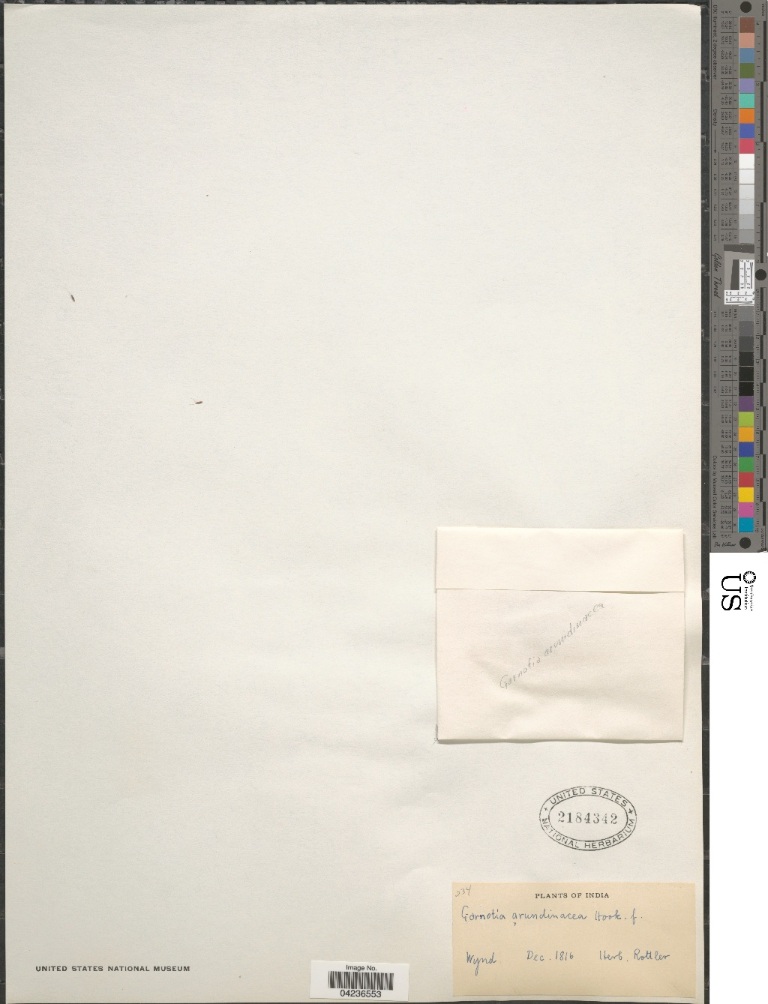 Garnotia arundinacea
UNITED STATES
2184342
NATIONAL HERBARIUM
334
PLANTS OF INDIA
Garnotia arundinacea Hook. f.
Wynd. Dec. 1816 Herb. Rottler
UNITED STATES NATIONAL MUSEUM
Image No.
04236553
US